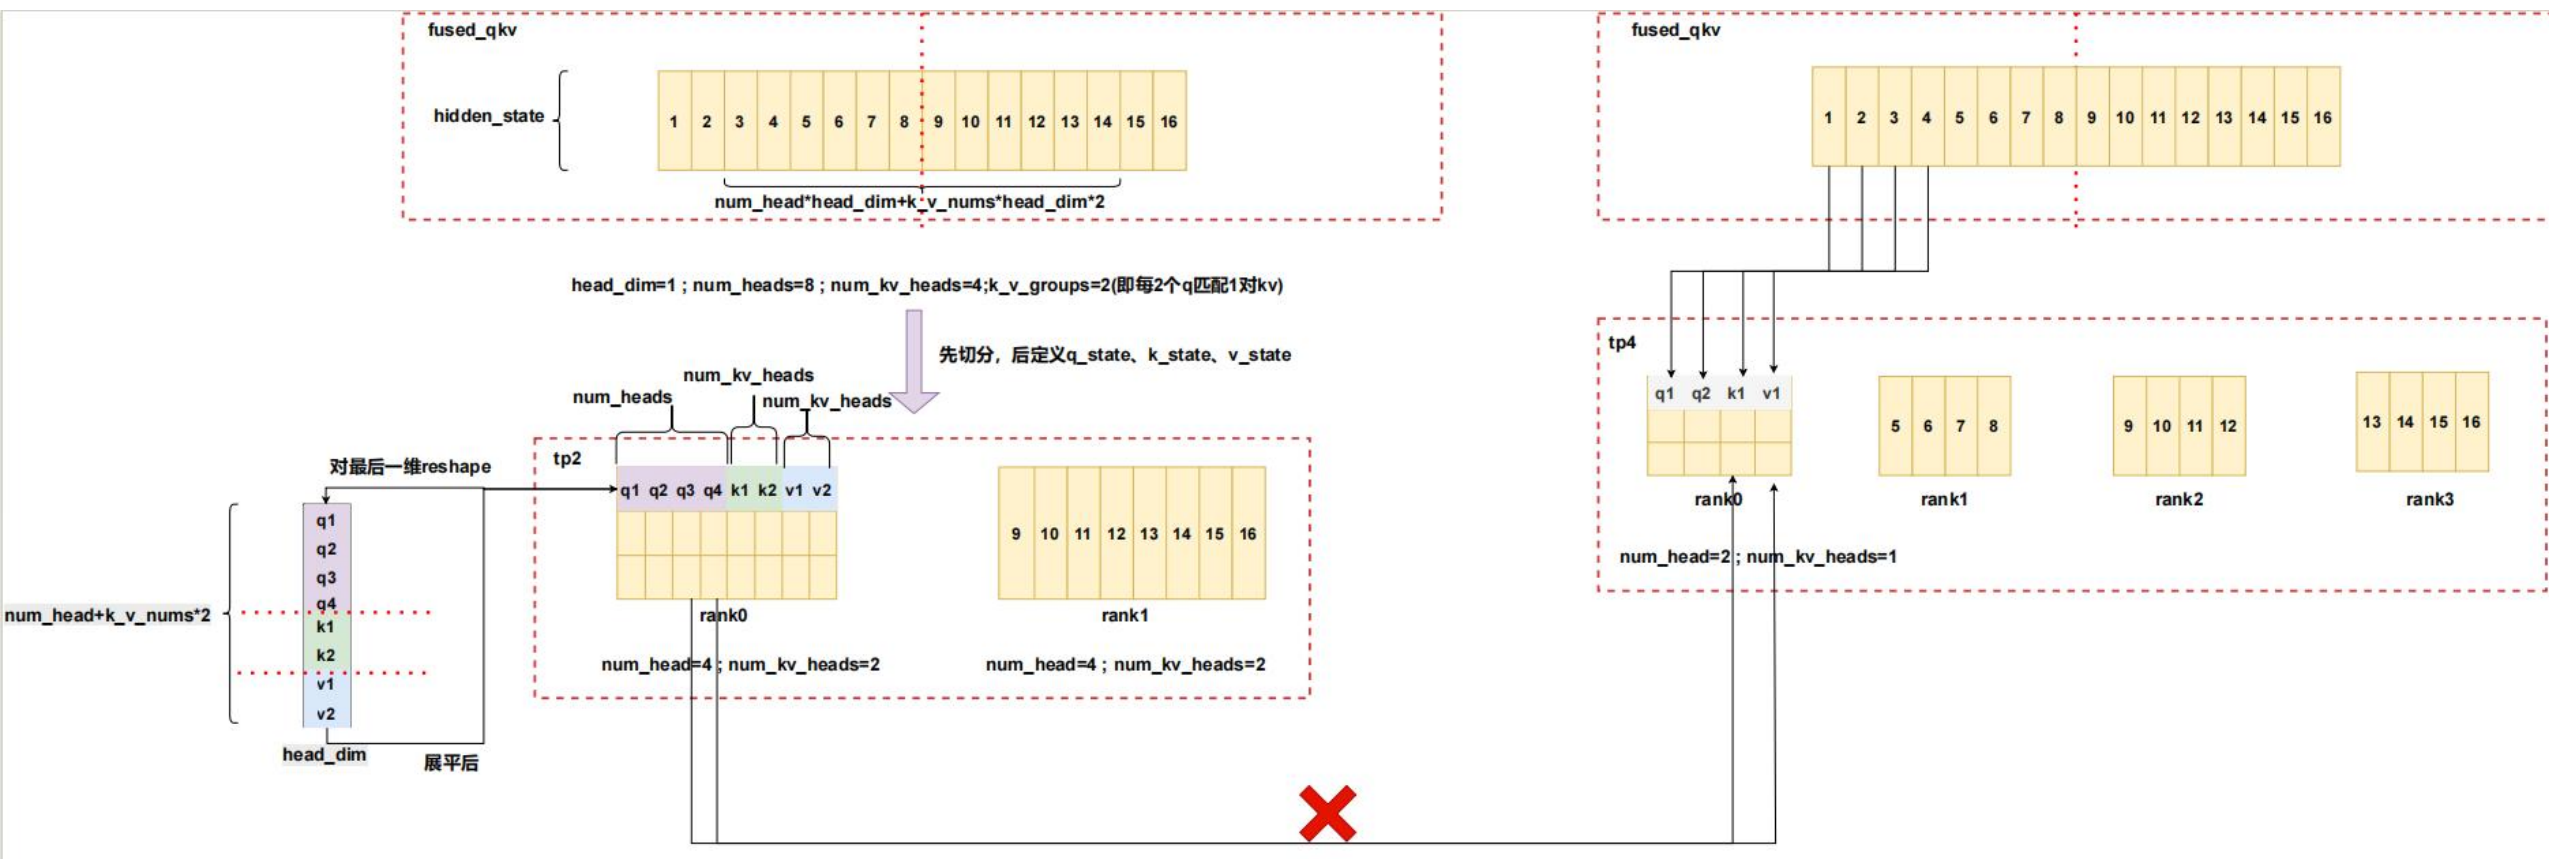 fused_qkv
hidden_state
1 2 3 4 5 6 7 8 9 10 11 12 13 14 15 16
num_head*head_dim+k_v_nums*head_dim*2
head_dim=1 ; num_heads=8 ; num_kv_heads=4;k_v_groups=2(即每2个q匹配1对kv)
先切分，后定义q_state、k_state、v_state
num_kv_heads
num_heads
num_kv_heads
tp2
对最后一维reshape
q1 q2 q3 q4 k1 k2 v1 v2
9 10 11 12 13 14 15 16
rank0
rank1
num_head=4 ; num_kv_heads=2
num_head=4 ; num_kv_heads=2
q1
q2
q3
q4
k1
k2
v1
v2
num_head+k_v_nums*2
head_dim
展平后
fused_qkv
1 2 3 4 5 6 7 8 9 10 11 12 13 14 15 16
tp4
q1 q2 k1 v1
5 6 7 8
9 10 11 12
13 14 15 16
rank0
rank1
rank2
rank3
num_head=2 ; num_kv_heads=1